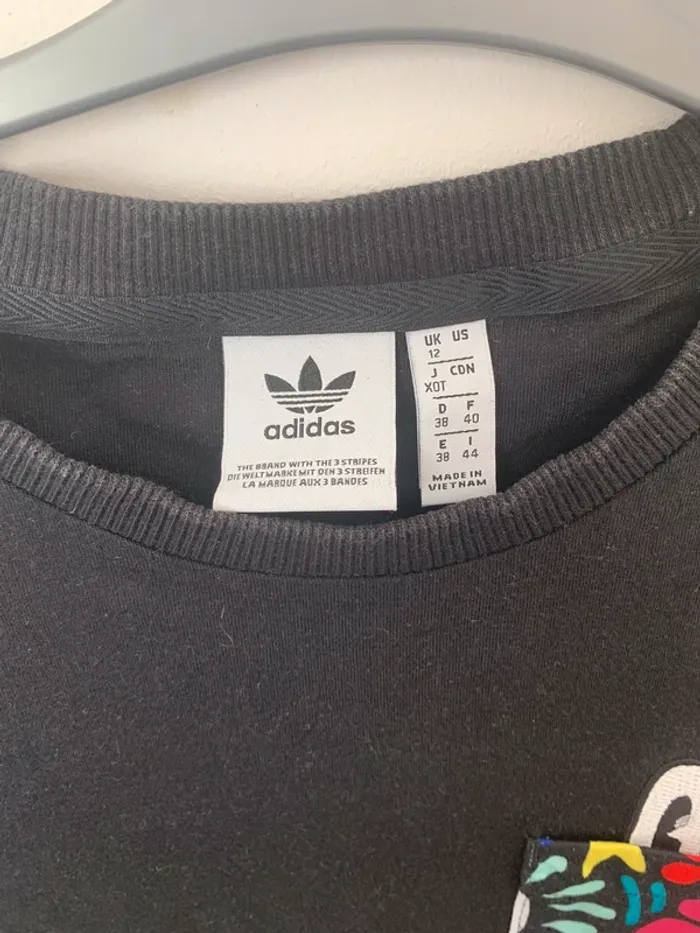 adidas
THE BRAND WITH THE 3 STRIPES
DIE WELTMARKE MIT DEN 3 STREIFEN
LA MARQUE AUX 3 BANDES
UK US
12
J CDN
XOT
D F
38 40
E I
38 44
MADE IN
VIETNAM